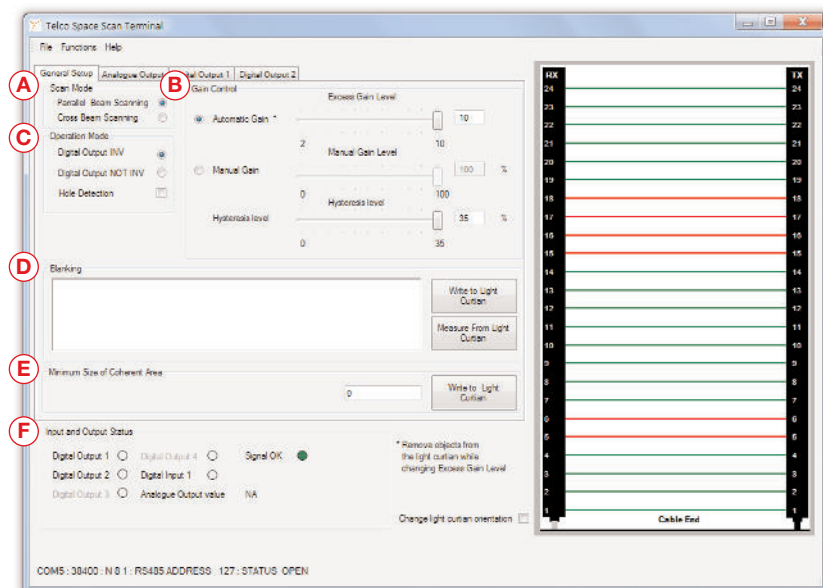 Telco Space Scan Terminal
File Functions Help
General Setup Analogue Output Digital Output 1 Digital Output 2
A
Scan Mode
Parrallel Beam Scanning
Cross Beam Scanning
B
Gain Control
Excess Gain Level
Automatic Gain *
10
2 10
Manual Gain Level
Manual Gain
100 %
0 100
Hysteresis level
Hysteresis level
35 %
0 35
C
Operation Mode
Digital Output INV
Digital Output NOT INV
Hole Detection
D
Blanking
Write to Light
Curtian
Measure From Light
Curtian
E
Minimum Size of Coherent Area
0
Write to Light
Curtian
F
Input and Output Status
Digital Output 1 Digital Output 4 Signal OK
Digital Output 2 Digital Input 1
Digital Output 3 Analogue Output value NA
* Remove objects from
the light curtian while
changing Excess Gain Level
Change light curtian orientation
COM5 : 38400 : N 8 1 : RS485 ADDRESS 127 : STATUS OPEN
RX TX
24 24
23 23
22 22
21 21
20 20
19 19
18 18
17 17
16 16
15 15
14 14
13 13
12 12
11 11
10 10
9 9
8 8
7 7
6 6
5 5
4 4
3 3
2 2
1 1
Cable End